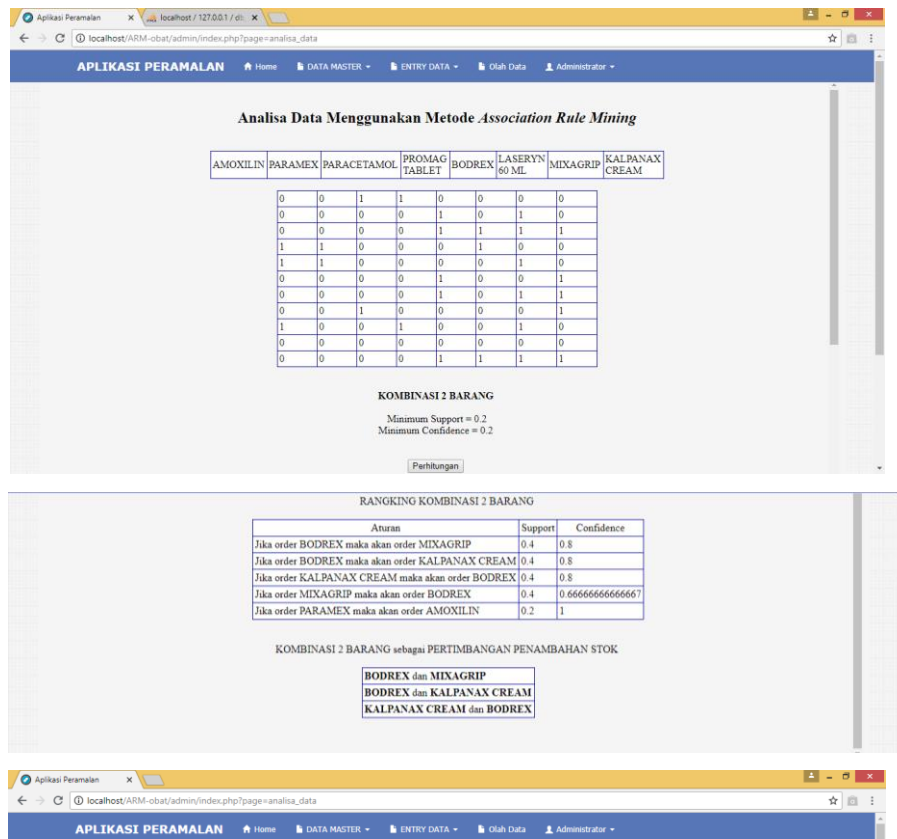 Aplikasi Peramalan
localhost / 127.0.0.1 / db
localhost/ARM-obat/admin/index.php?page=analisa_data
APLIKASI PERAMALAN Home DATA MASTER ENTRY DATA Olah Data Administrator
Analisa Data Menggunakan Metode Association Rule Mining
AMOXILIN PARAMEX PARACETAMOL PROMAG TABLET BODREX LASERYN 60 ML MIXAGRIP KALPANAX CREAM
0 0 1 1 0 0 0 0
0 0 0 0 1 0 1 0
0 0 0 0 1 1 1 1
1 1 0 0 0 1 0 0
1 1 0 0 0 0 1 0
0 0 0 0 1 0 0 1
0 0 0 0 1 0 1 1
0 0 1 0 0 0 0 1
1 0 0 1 0 0 1 0
0 0 0 0 0 0 0 0
0 0 0 0 1 1 1 1
KOMBINASI 2 BARANG
Minimum Support = 0.2
Minimum Confidence = 0.2
Perhitungan
RANGKING KOMBINASI 2 BARANG
Aturan Support Confidence
Jika order BODREX maka akan order MIXAGRIP 0.4 0.8
Jika order BODREX maka akan order KALPANAX CREAM 0.4 0.8
Jika order KALPANAX CREAM maka akan order BODREX 0.4 0.8
Jika order MIXAGRIP maka akan order BODREX 0.4 0.66666666666667
Jika order PARAMEX maka akan order AMOXILIN 0.2 1
KOMBINASI 2 BARANG sebagai PERTIMBANGAN PENAMBAHAN STOK
BODREX dan MIXAGRIP
BODREX dan KALPANAX CREAM
KALPANAX CREAM dan BODREX
Aplikasi Peramalan
localhost/ARM-obat/admin/index.php?page=analisa_data
APLIKASI PERAMALAN Home DATA MASTER ENTRY DATA Olah Data Administrator